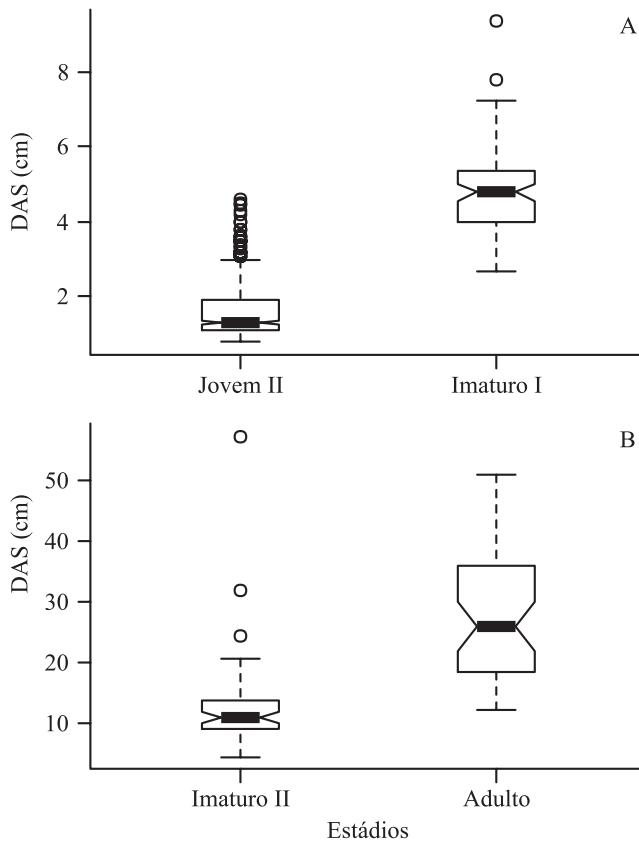 A
DAS (cm)
8
6
4
2
Jovem II Imaturo I
B
DAS (cm)
50
40
30
20
10
Imaturo II Adulto
Estádios